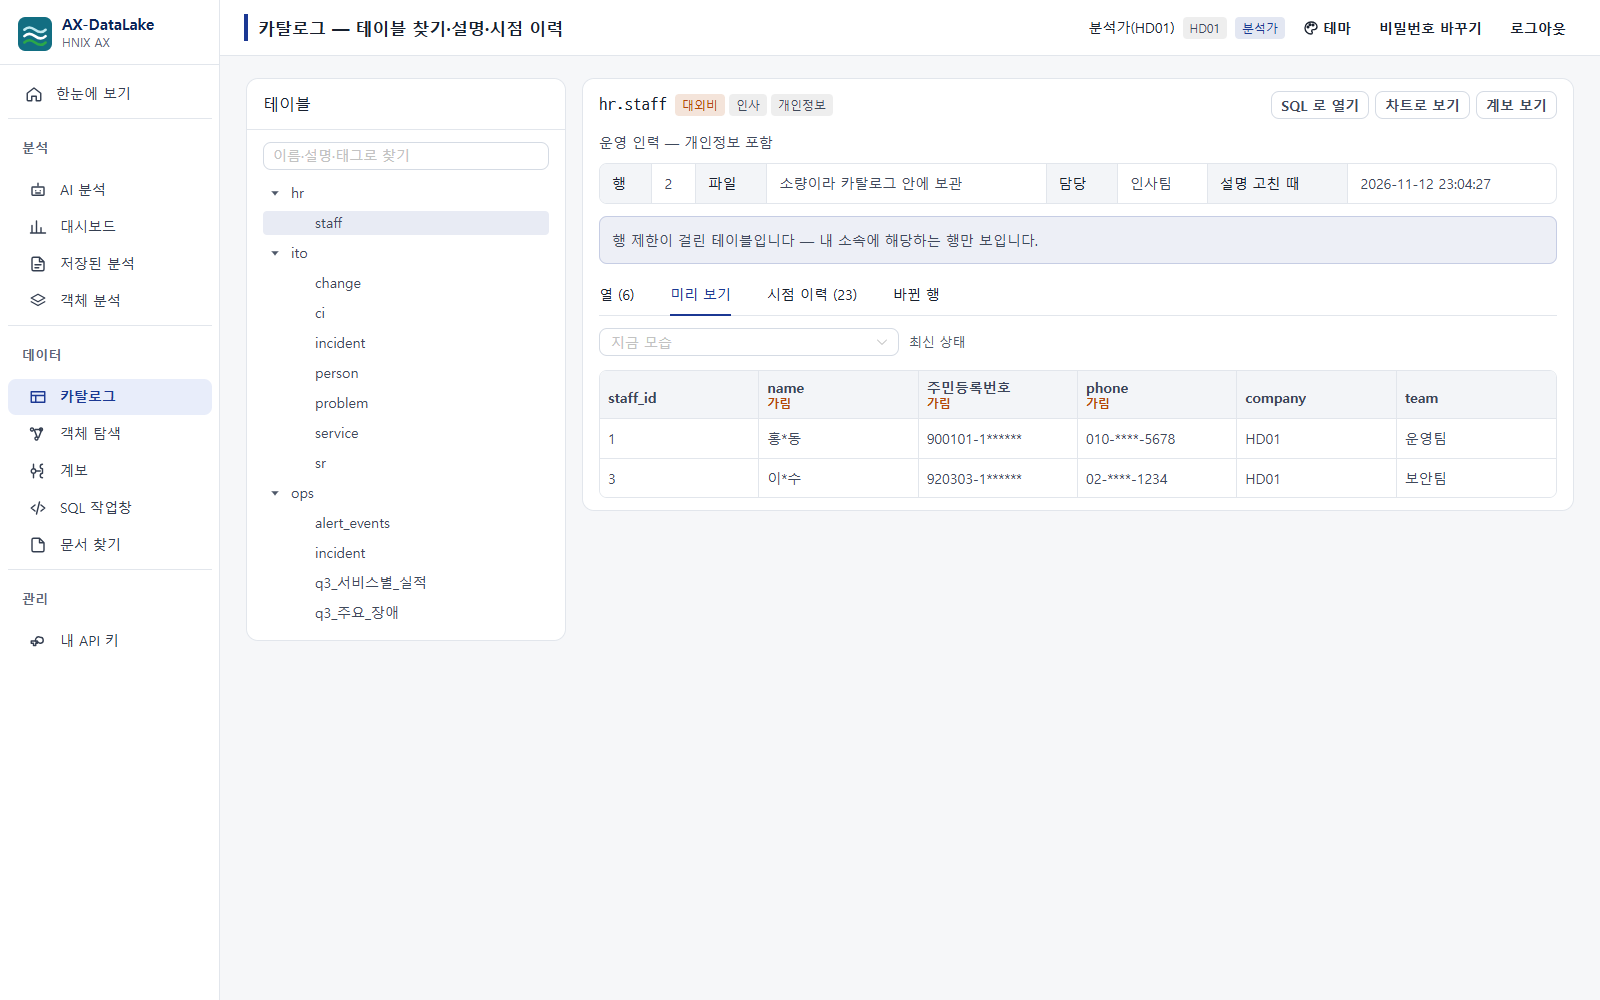 AX-DataLake
HNIX AX
한눈에 보기
분석
AI 분석
대시보드
저장된 분석
객체 분석
데이터
카탈로그
객체 탐색
계보
SQL 작업창
문서 찾기
관리
내 API 키
카탈로그 — 테이블 찾기·설명·시점 이력
분석가(HD01) HD01 분석가 테마 비밀번호 바꾸기 로그아웃
테이블
이름·설명·태그로 찾기
hr
staff
ito
change
ci
incident
person
problem
service
sr
ops
alert_events
incident
q3_서비스별_실적
q3_주요_장애
hr.staff 대외비 인사 개인정보 SQL 로 열기 차트로 보기 계보 보기
운영 인력 — 개인정보 포함
행 2 파일 소량이라 카탈로그 안에 보관 담당 인사팀 설명 고친 때 2026-11-12 23:04:27
행 제한이 걸린 테이블입니다 — 내 소속에 해당하는 행만 보입니다.
열 (6) 미리 보기 시점 이력 (23) 바뀐 행
지금 모습 최신 상태
staff_id name 가림 주민등록번호 가림 phone 가림 company team
1 홍*동 900101-1****** 010-****-5678 HD01 운영팀
3 이*수 920303-1****** 02-****-1234 HD01 보안팀